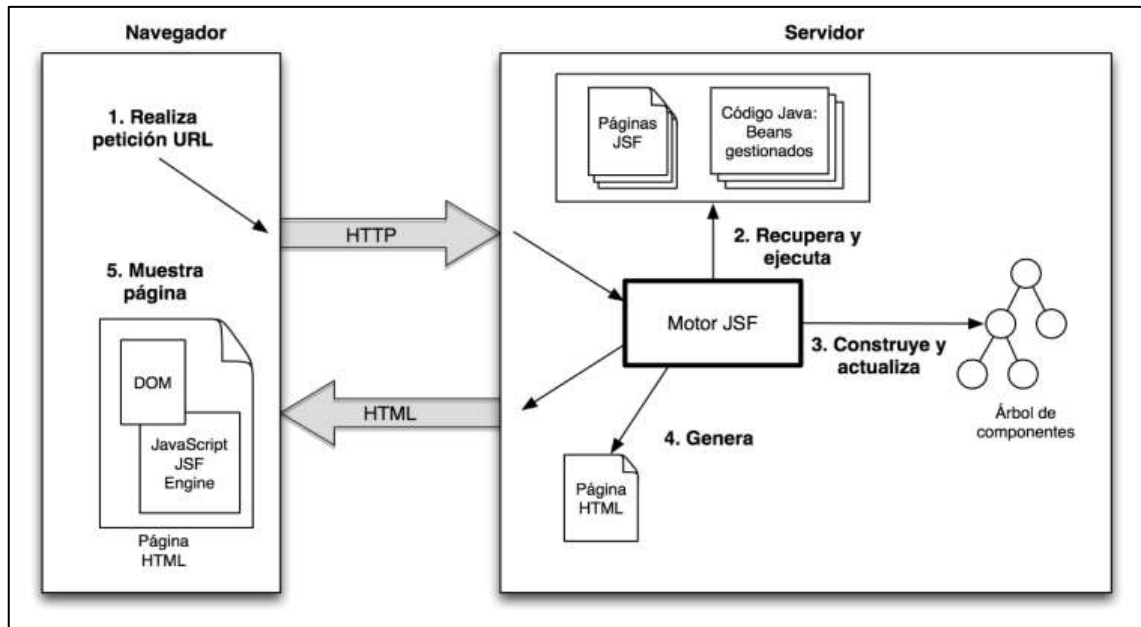 Navegador
Servidor
1. Realiza
petición URL
HTTP
5. Muestra
página
DOM
JavaScript
JSF
Engine
Página
HTML
HTML
Páginas
JSF
Código Java:
Beans
gestionados
2. Recupera y
ejecuta
Motor JSF
3. Construye y
actualiza
Árbol de
componentes
4. Genera
Página
HTML